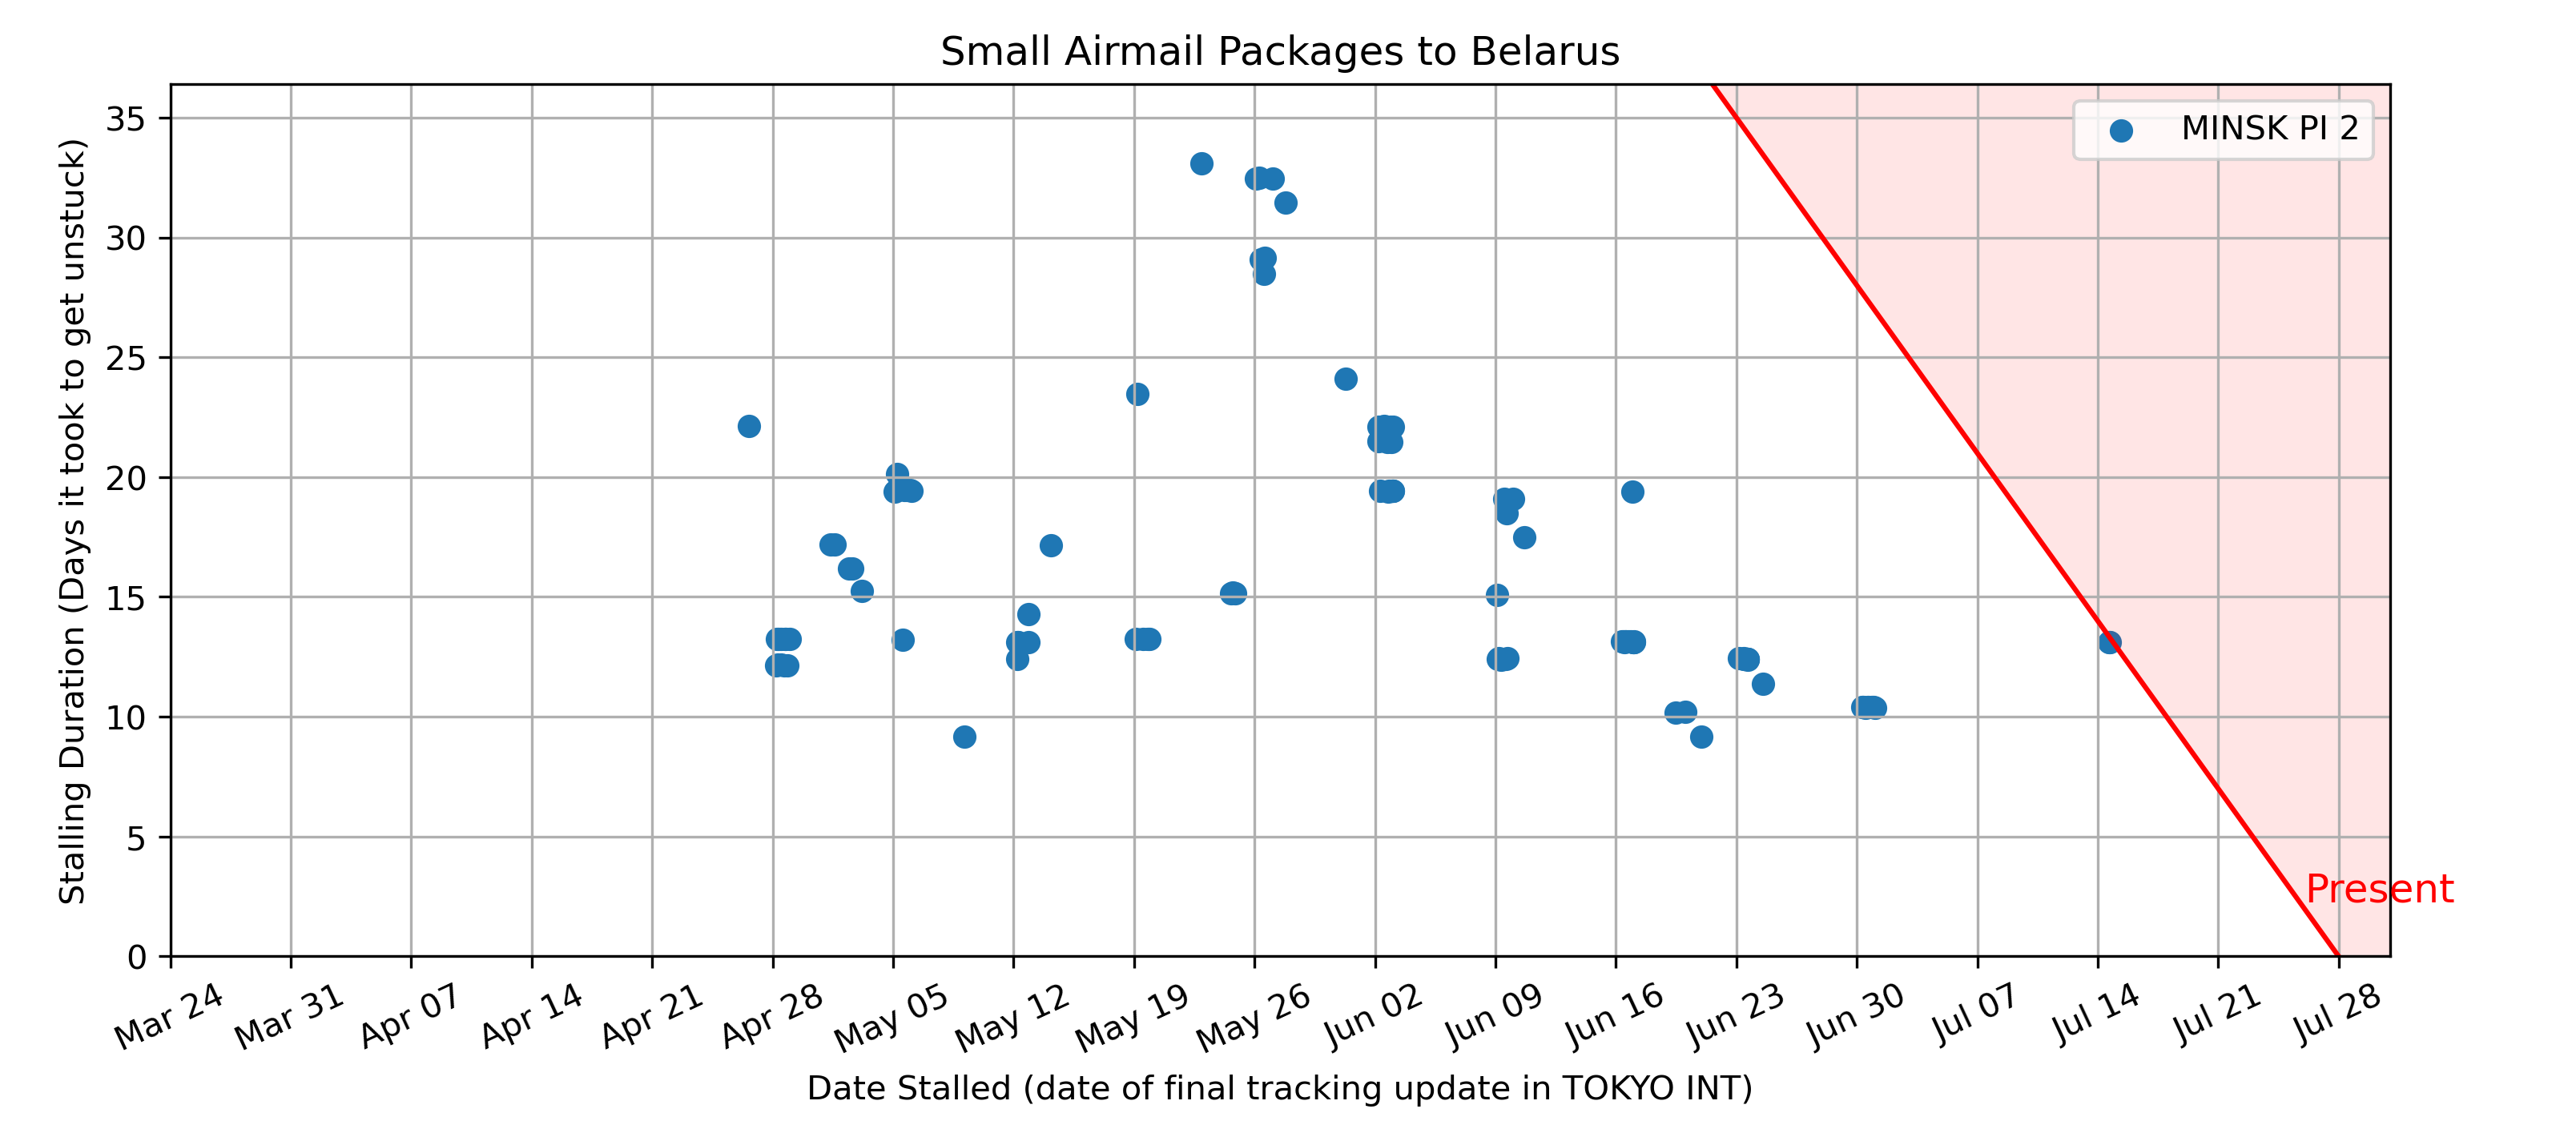 Small Airmail Packages to Belarus
MINSK PI 2
Stalling Duration (Days it took to get unstuck)
35
30
25
20
15
10
5
0
Present
Mar 24
Mar 31
Apr 07
Apr 14
Apr 21
Apr 28
May 05
May 12
May 19
May 26
Jun 02
Jun 09
Jun 16
Jun 23
Jun 30
Jul 07
Jul 14
Jul 21
Jul 28
Date Stalled (date of final tracking update in TOKYO INT)